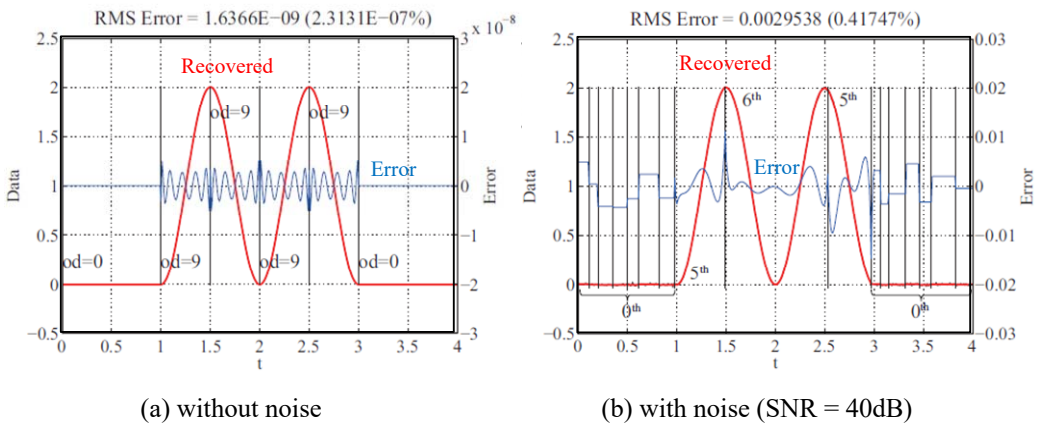 RMS Error = 1.6366E−09 (2.3131E−07%)
3 x 10⁻⁸
2.5
2
1.5
1
0.5
0
−0.5
Data
Recovered
od=9
od=9
Error
od=0
od=9
od=9
od=0
3
2
1
0
−1
−2
−3
Error
0
0.5
1
1.5
2
2.5
3
3.5
4
t
(a) without noise
RMS Error = 0.0029538 (0.41747%)
2.5
2
1.5
1
0.5
0
−0.5
Data
Recovered
6th
5th
Error
5th
0th
0th
0.03
0.02
0.01
0
−0.01
−0.02
−0.03
Error
0
0.5
1
1.5
2
2.5
3
3.5
4
t
(b) with noise (SNR = 40dB)